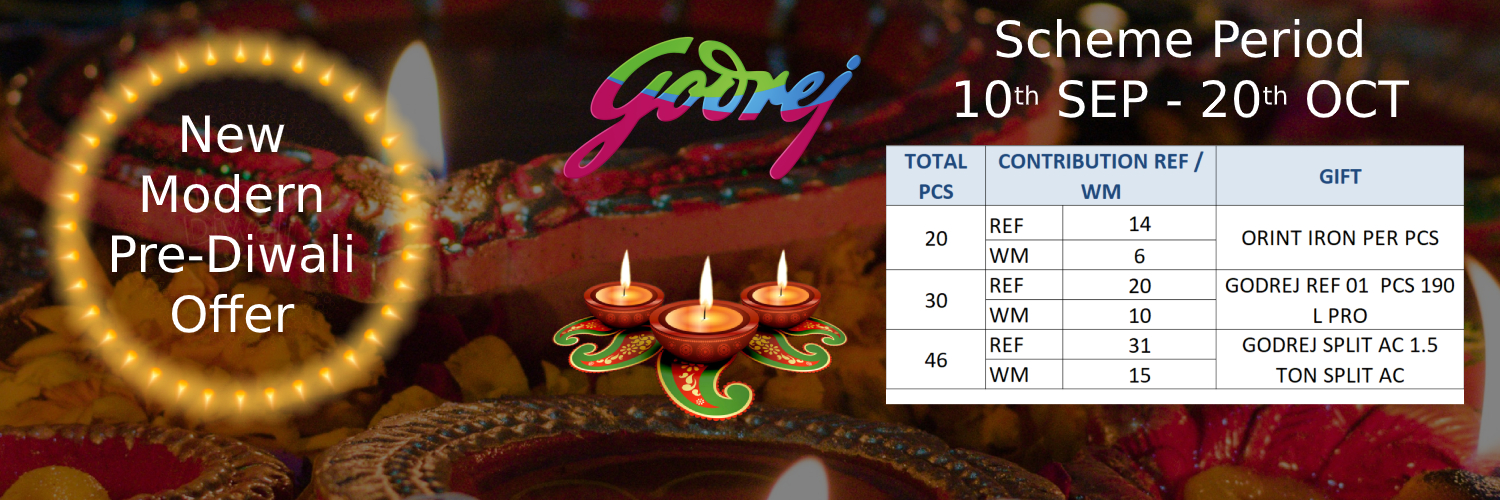 New
Modern
Pre-Diwali
Offer
Godrej
Scheme Period
10th SEP - 20th OCT
TOTAL PCS CONTRIBUTION REF / WM GIFT
20 REF 14 ORINT IRON PER PCS
WM 6
30 REF 20 GODREJ REF 01 PCS 190
WM 10 L PRO
46 REF 31 GODREJ SPLIT AC 1.5
WM 15 TON SPLIT AC